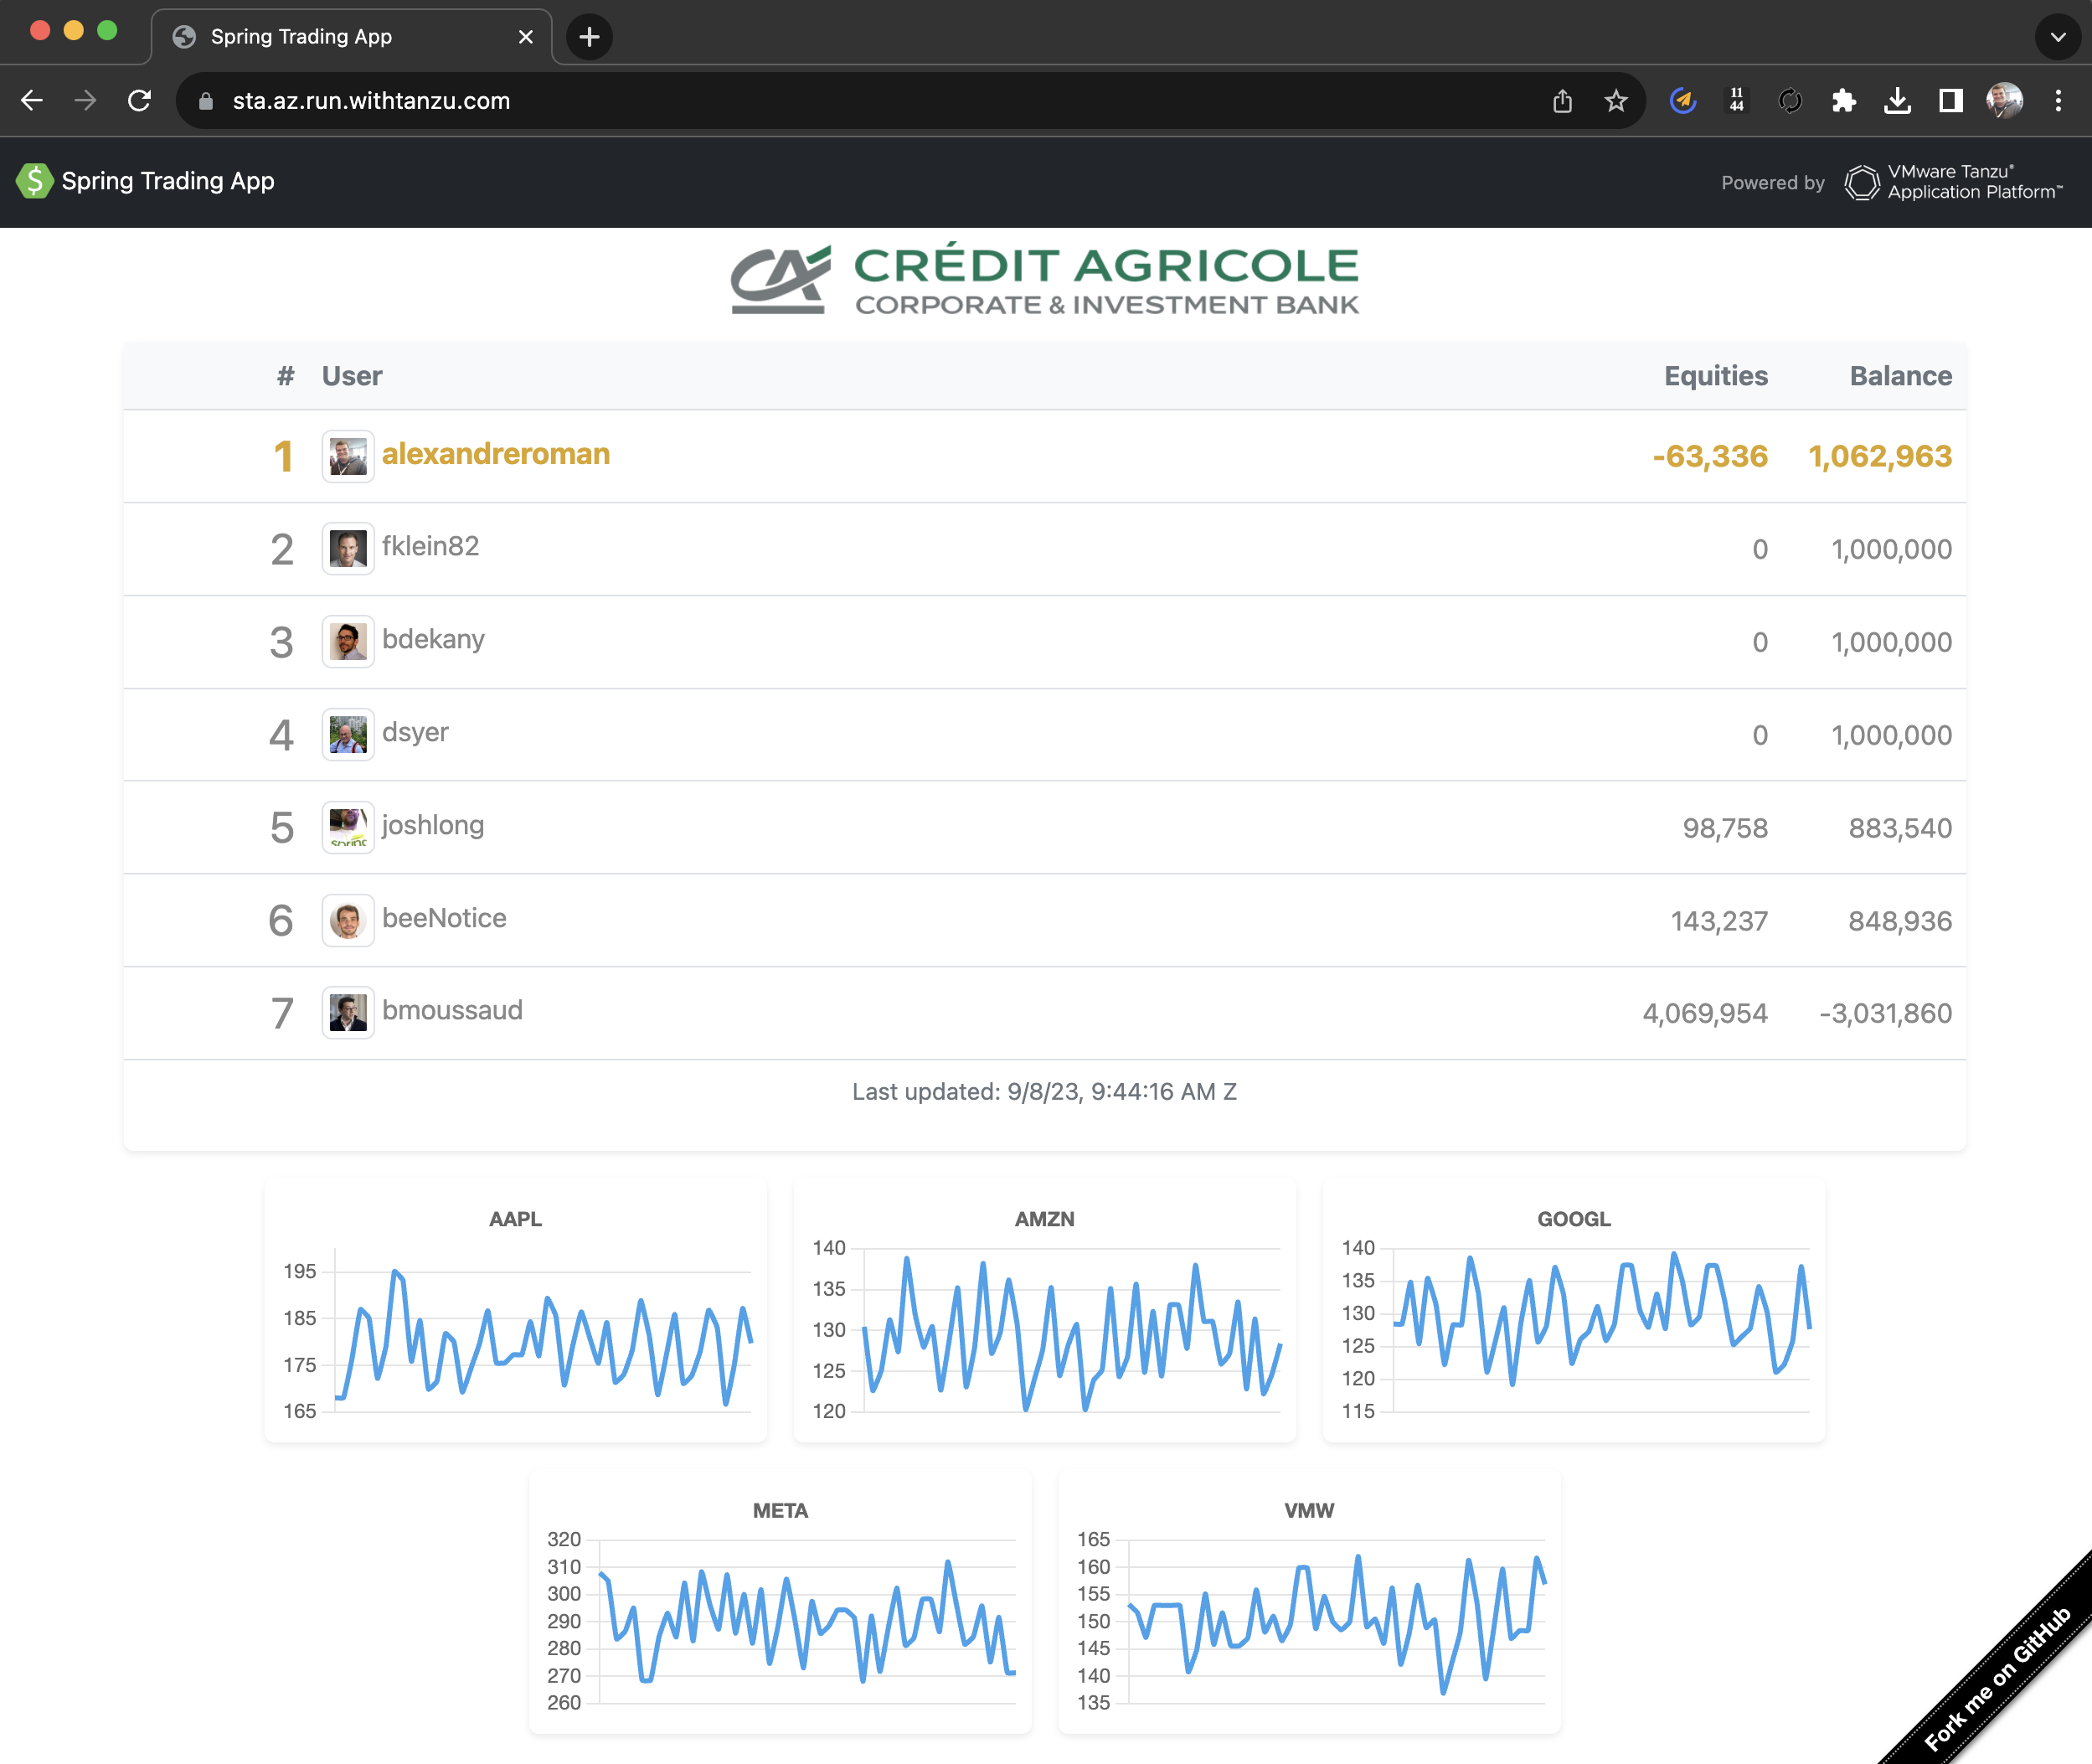 Spring Trading App
sta.az.run.withtanzu.com
11
44
Spring Trading App
Powered by
VMware Tanzu®
Application Platform™
CA
CRÉDIT AGRICOLE
CORPORATE & INVESTMENT BANK
# User Equities Balance
1 alexandreroman -63,336 1,062,963
2 fklein82 0 1,000,000
3 bdekany 0 1,000,000
4 dsyer 0 1,000,000
5 joshlong 98,758 883,540
spring
6 beeNotice 143,237 848,936
7 bmoussaud 4,069,954 -3,031,860
Last updated: 9/8/23, 9:44:16 AM Z
AAPL
195
185
175
165
AMZN
140
135
130
125
120
GOOGL
140
135
130
125
120
115
META
320
310
300
290
280
270
260
VMW
165
160
155
150
145
140
135
Fork me on GitHub